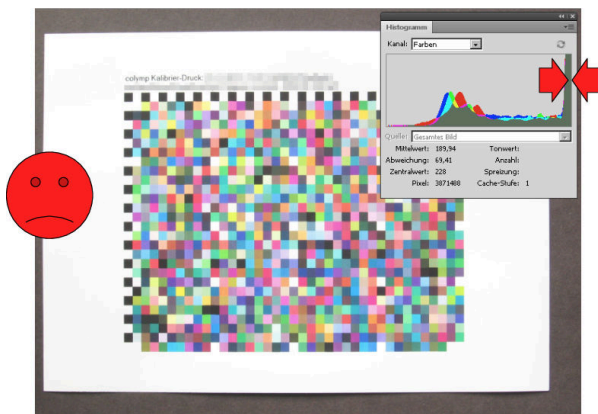 Histogramm
Kanal: Farben
colymp Kalibrier-Druck:
Quelle: Gesamtes Bild
Mittelwert: 189,94 Tonwert:
Abweichung: 69,41 Anzahl:
Zentralwert: 228 Spreizung:
Pixel: 3871488 Cache-Stufe: 1